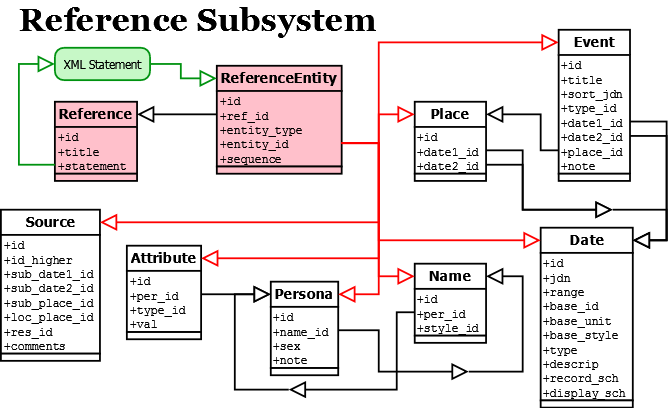 Reference Subsystem
XML Statement
ReferenceEntity
+id
+ref_id
+entity_type
+entity_id
+sequence
Reference
+id
+title
+statement
Event
+id
+title
+sort_jdn
+type_id
+date1_id
+date2_id
+place_id
+note
Place
+id
+date1_id
+date2_id
Source
+id
+id_higher
+sub_date1_id
+sub_date2_id
+sub_place_id
+loc_place_id
+res_id
+comments
Attribute
+id
+per_id
+type_id
+val
Persona
+id
+name_id
+sex
+note
Name
+id
+per_id
+style_id
Date
+id
+jdn
+range
+base_id
+base_unit
+base_style
+type
+descrip
+record_sch
+display_sch